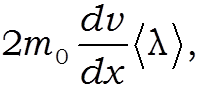 2m₀ dv/dx ⟨λ⟩,